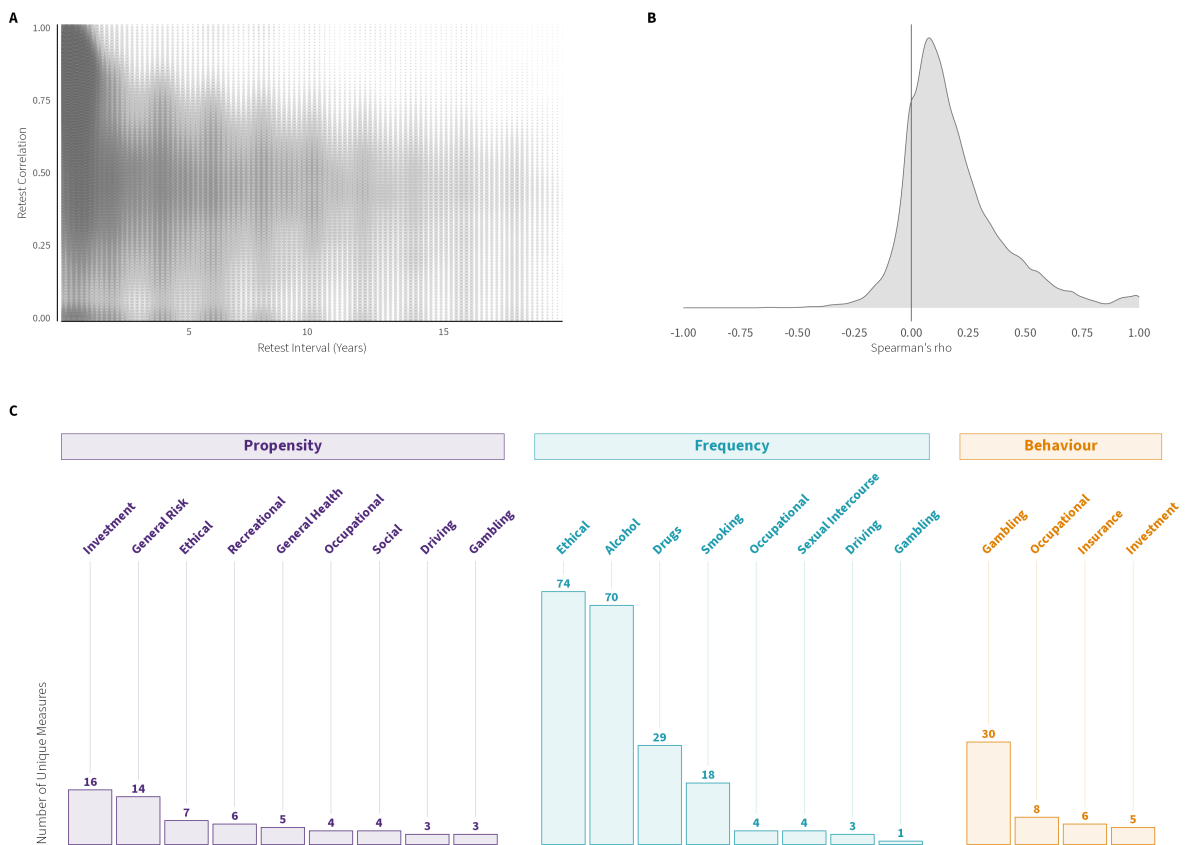 A
1.00
0.75
0.50
0.25
0.00
Retest Correlation
5
10
15
Retest Interval (Years)
B
-1.00
-0.75
-0.50
-0.25
0.00
0.25
0.50
0.75
1.00
Spearman's rho
C
Propensity
Frequency
Behaviour
Investment
General Risk
Ethical
Recreational
General Health
Occupational
Social
Driving
Gambling
Ethical
Alcohol
Drugs
Smoking
Occupational
Sexual Intercourse
Driving
Gambling
Gambling
Occupational
Insurance
Investment
Number of Unique Measures
16
14
7
6
5
4
4
3
3
74
70
29
18
4
4
3
1
30
8
6
5